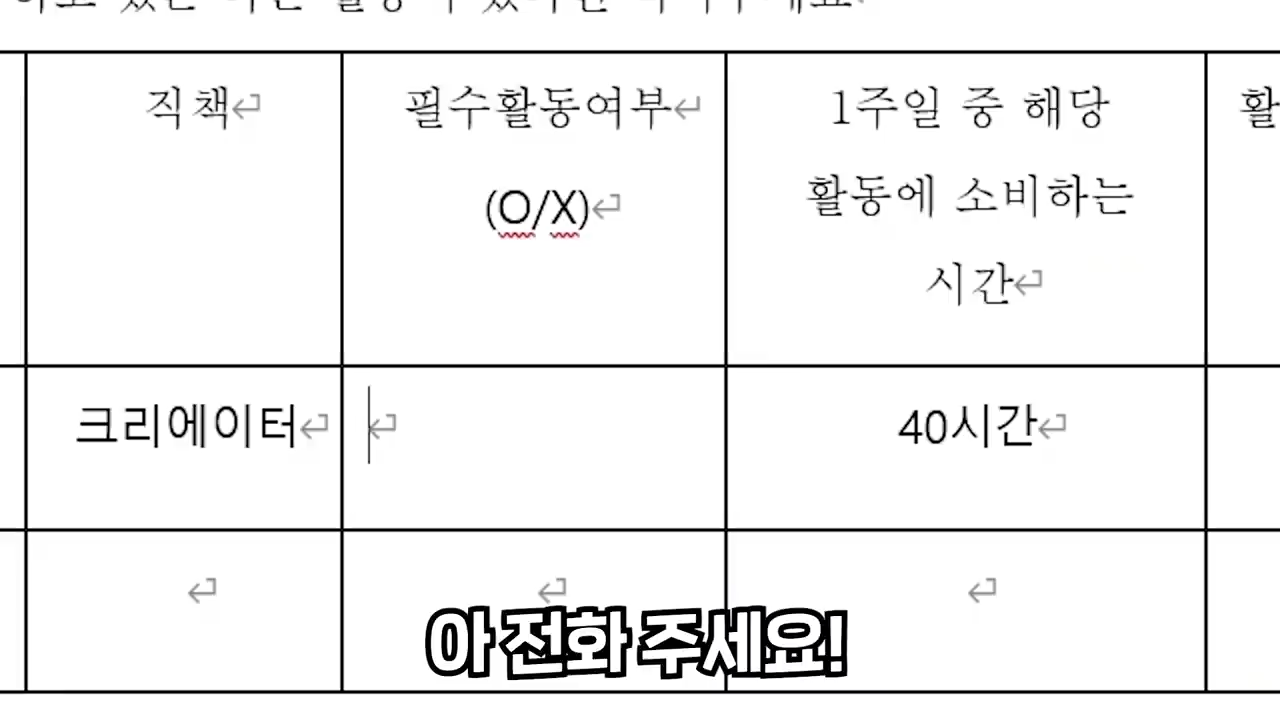 직책
필수활동여부
(O/X)
1주일 중 해당
활동에 소비하는
시간
활
크리에이터
40시간
아 전화 주세요!